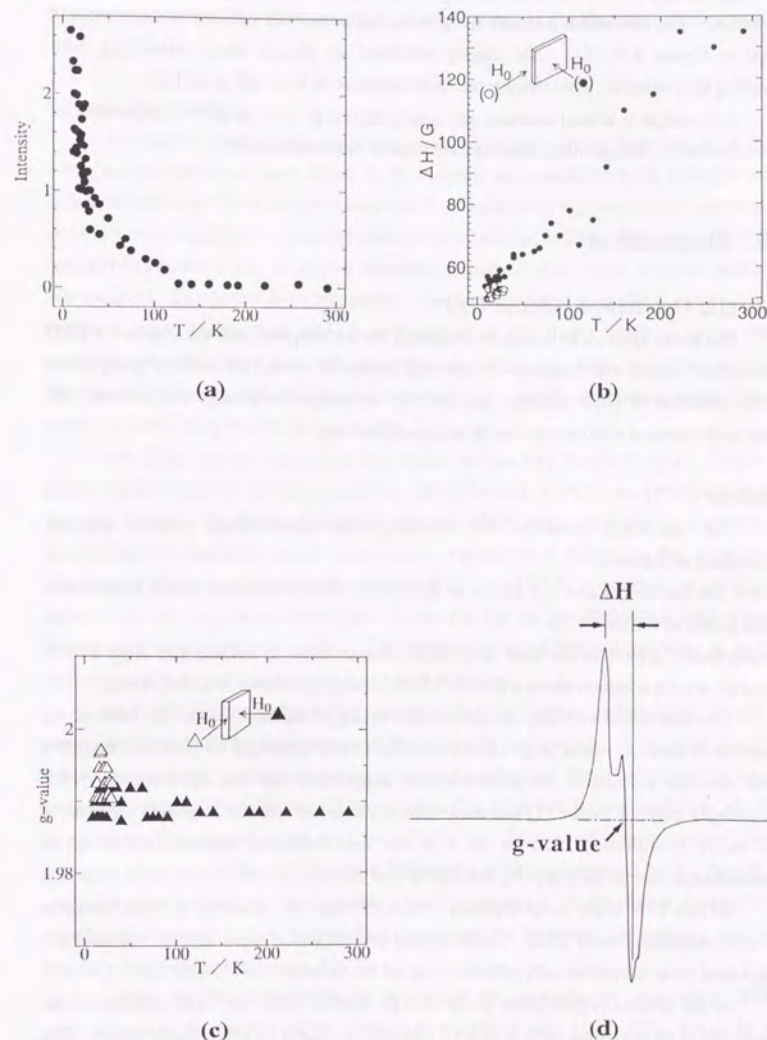 Intensity
2
1
0
0
100
200
300
T / K
(a)
ΔH / G
140
120
100
80
60
H₀
H₀
(○)
(●)
0
100
200
300
T / K
(b)
g-value
2
1.98
H₀
H₀
0
100
200
300
T / K
(c)
ΔH
g-value
(d)